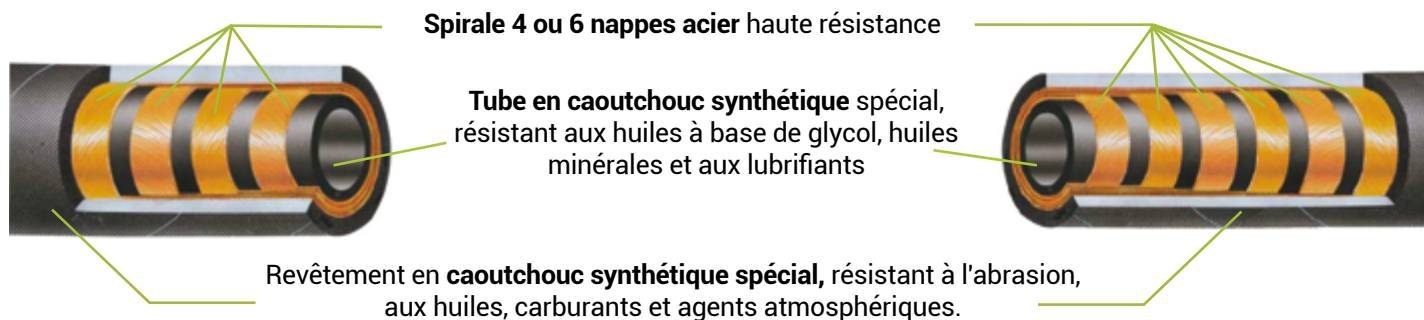 Spirale 4 ou 6 nappes acier haute résistance
Tube en caoutchouc synthétique spécial,
résistant aux huiles à base de glycol, huiles
minérales et aux lubrifiants
Revêtement en caoutchouc synthétique spécial, résistant à l'abrasion,
aux huiles, carburants et agents atmosphériques.